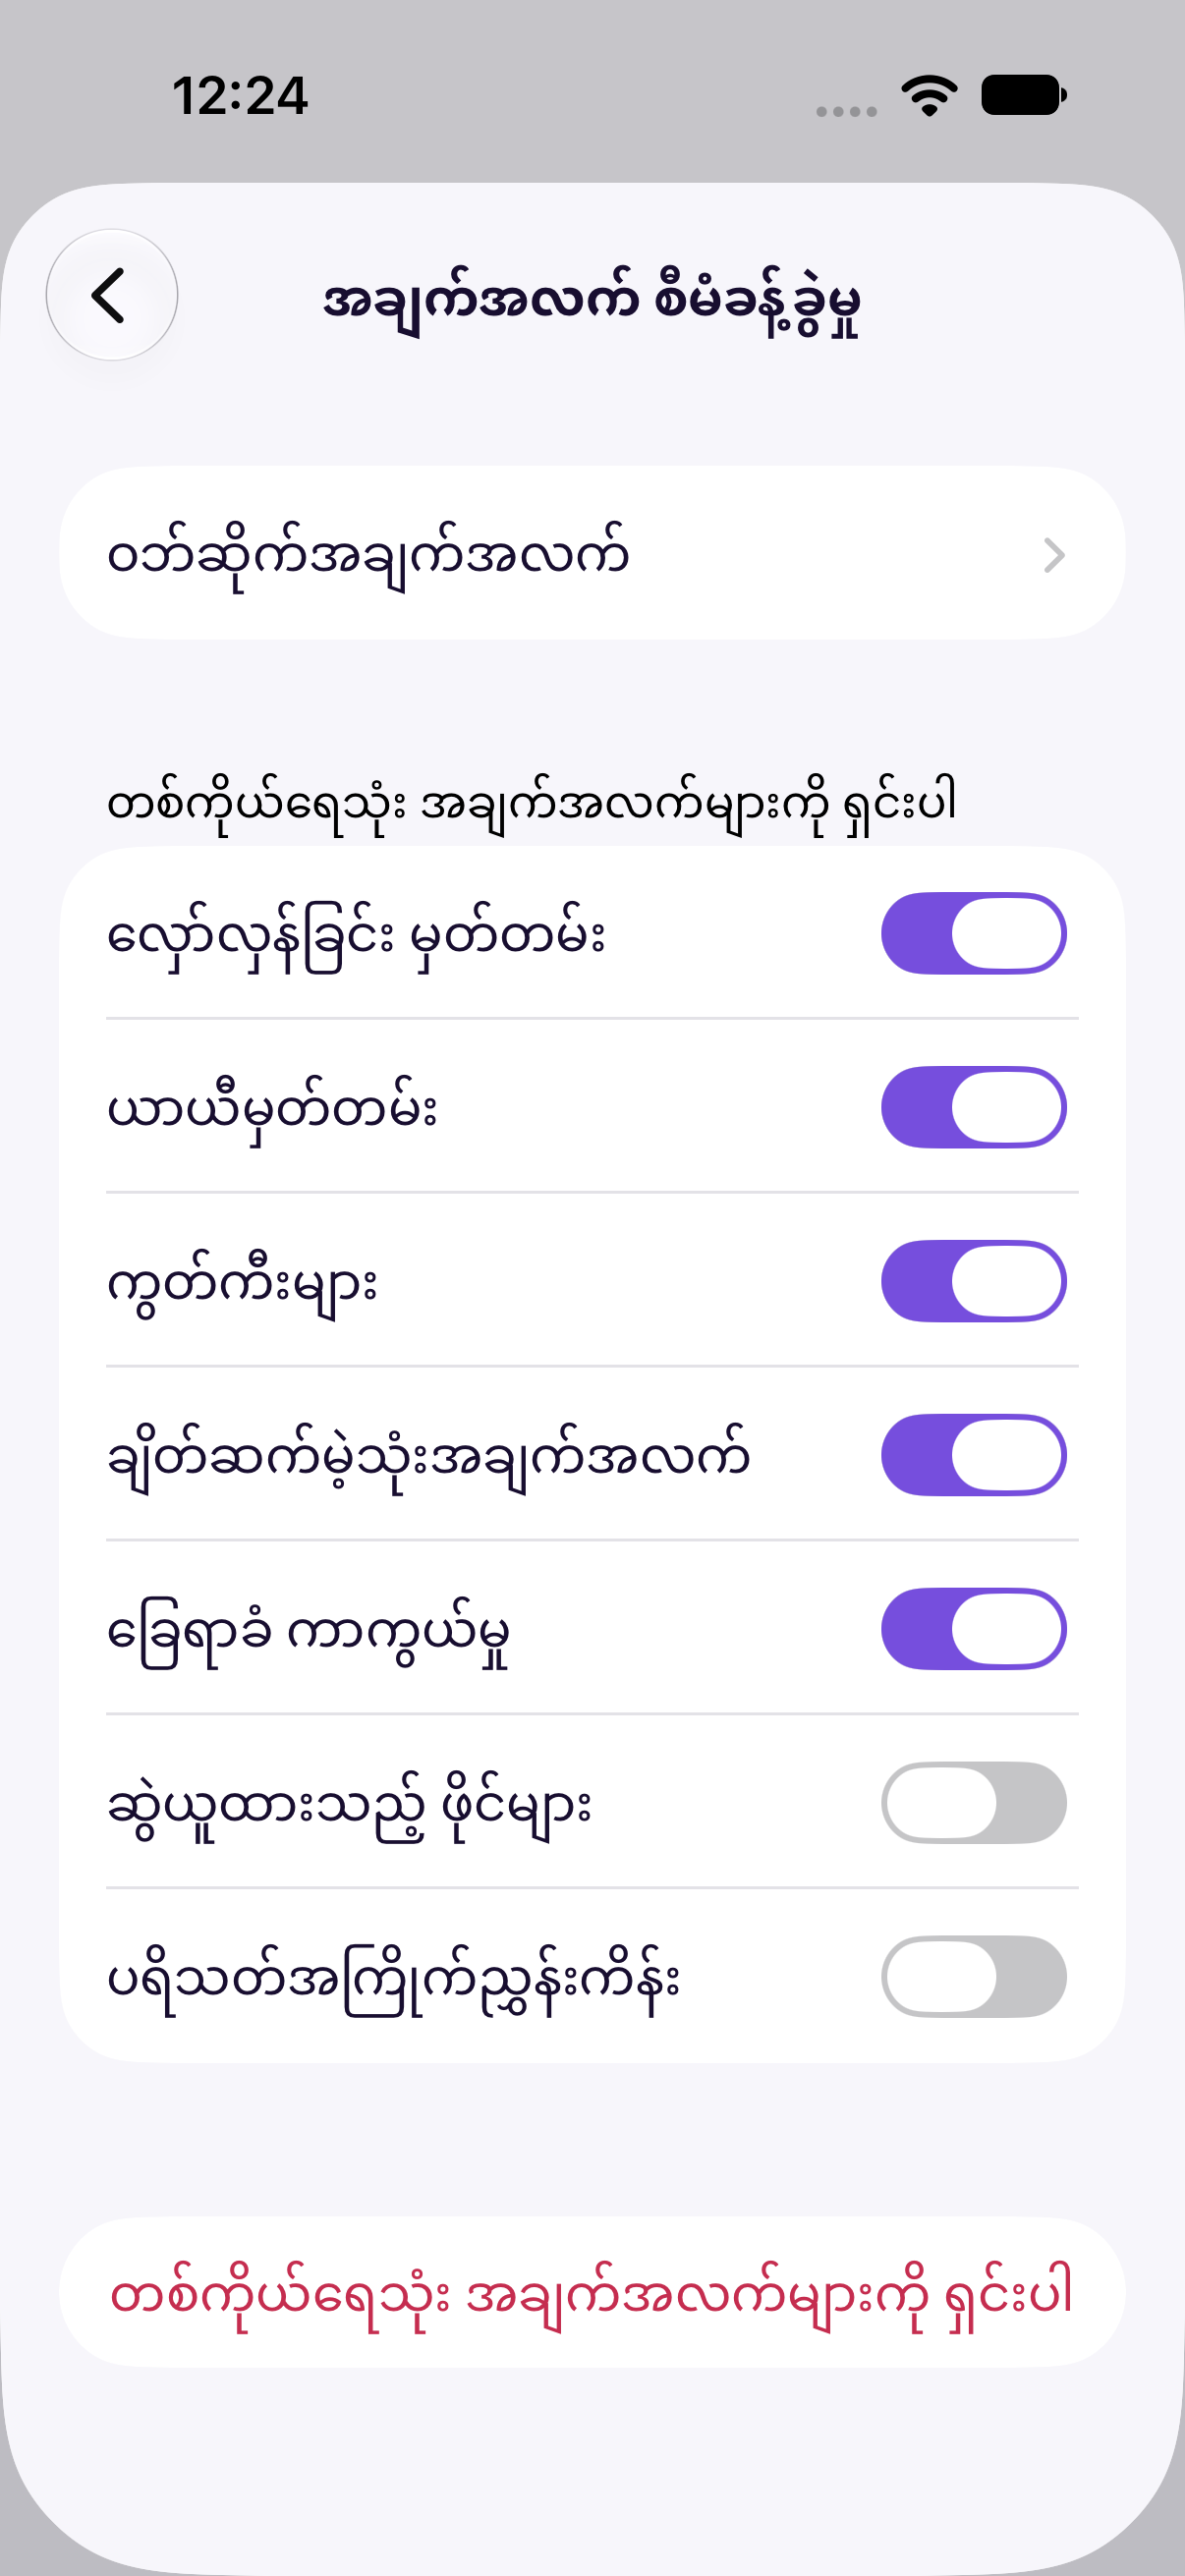 12:24
အချက်အလက် စီမံခန့်ခွဲမှု
ဝဘ်ဆိုက်အချက်အလက်
တစ်ကိုယ်ရေသုံး အချက်အလက်များကို ရှင်းပါ
လှော်လှန်ခြင်း မှတ်တမ်း
ယာယီမှတ်တမ်း
ကွတ်ကီးများ
ချိတ်ဆက်မဲ့သုံးအချက်အလက်
ခြေရာခံ ကာကွယ်မှု
ဆွဲယူထားသည့် ဖိုင်များ
ပရိသတ်အကြိုက်ညွှန်းကိန်း
တစ်ကိုယ်ရေသုံး အချက်အလက်များကို ရှင်းပါ